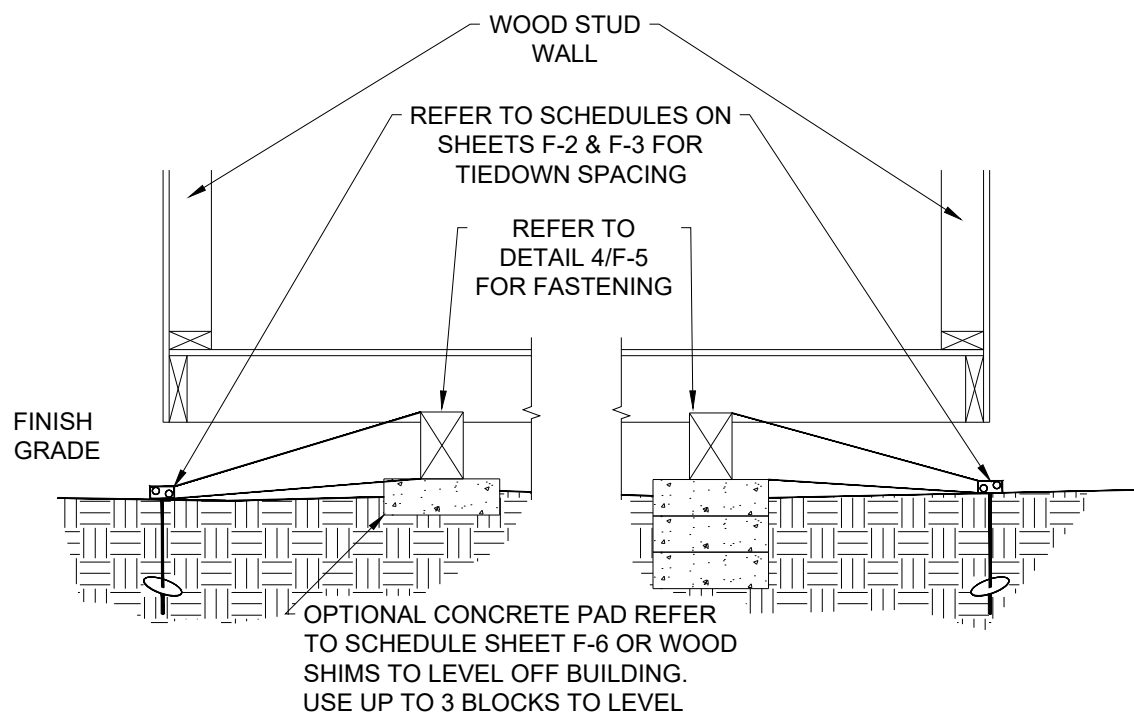 WOOD STUD
WALL
REFER TO SCHEDULES ON
SHEETS F-2 & F-3 FOR
TIEDOWN SPACING
REFER TO
DETAIL 4/F-5
FOR FASTENING
FINISH
GRADE
OPTIONAL CONCRETE PAD REFER
TO SCHEDULE SHEET F-6 OR WOOD
SHIMS TO LEVEL OFF BUILDING.
USE UP TO 3 BLOCKS TO LEVEL